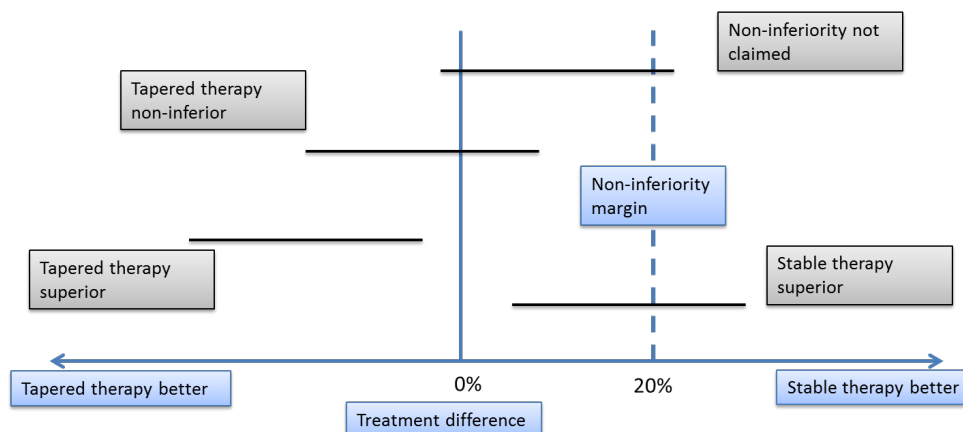 Non-inferiority not
claimed
Tapered therapy
non-inferior
Non-inferiority
margin
Tapered therapy
superior
Stable therapy
superior
0%
20%
Tapered therapy better
Stable therapy better
Treatment difference